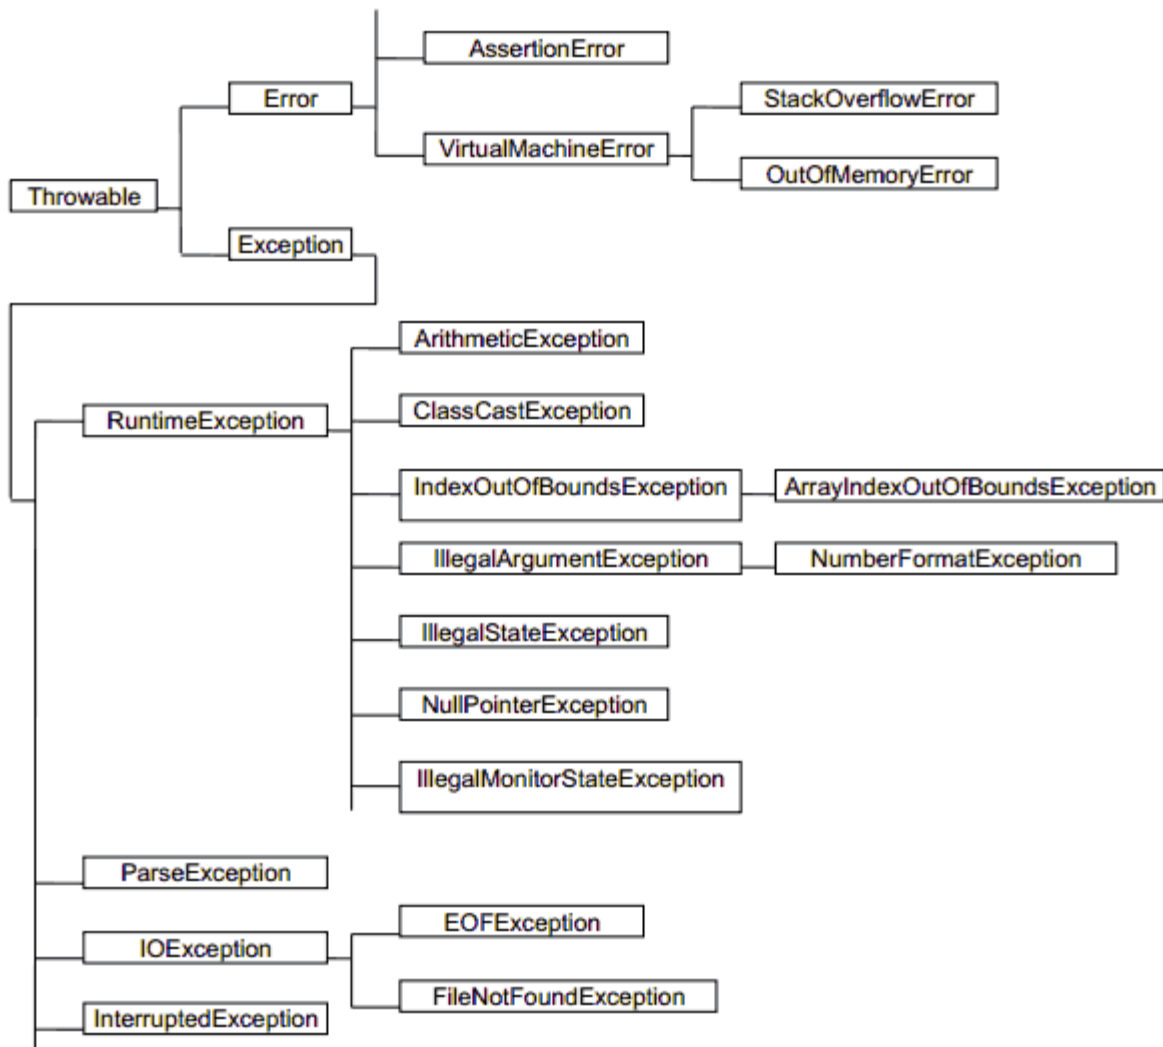 AssertionError
Error
StackOverflowError
VirtualMachineError
OutOfMemoryError
Throwable
Exception
ArithmeticException
RuntimeException
ClassCastException
IndexOutOfBoundsException
ArrayIndexOutOfBoundsException
IllegalArgumentException
NumberFormatException
IllegalStateException
NullPointerException
IllegalMonitorStateException
ParseException
EOFException
IOException
FileNotFoundException
InterruptedException